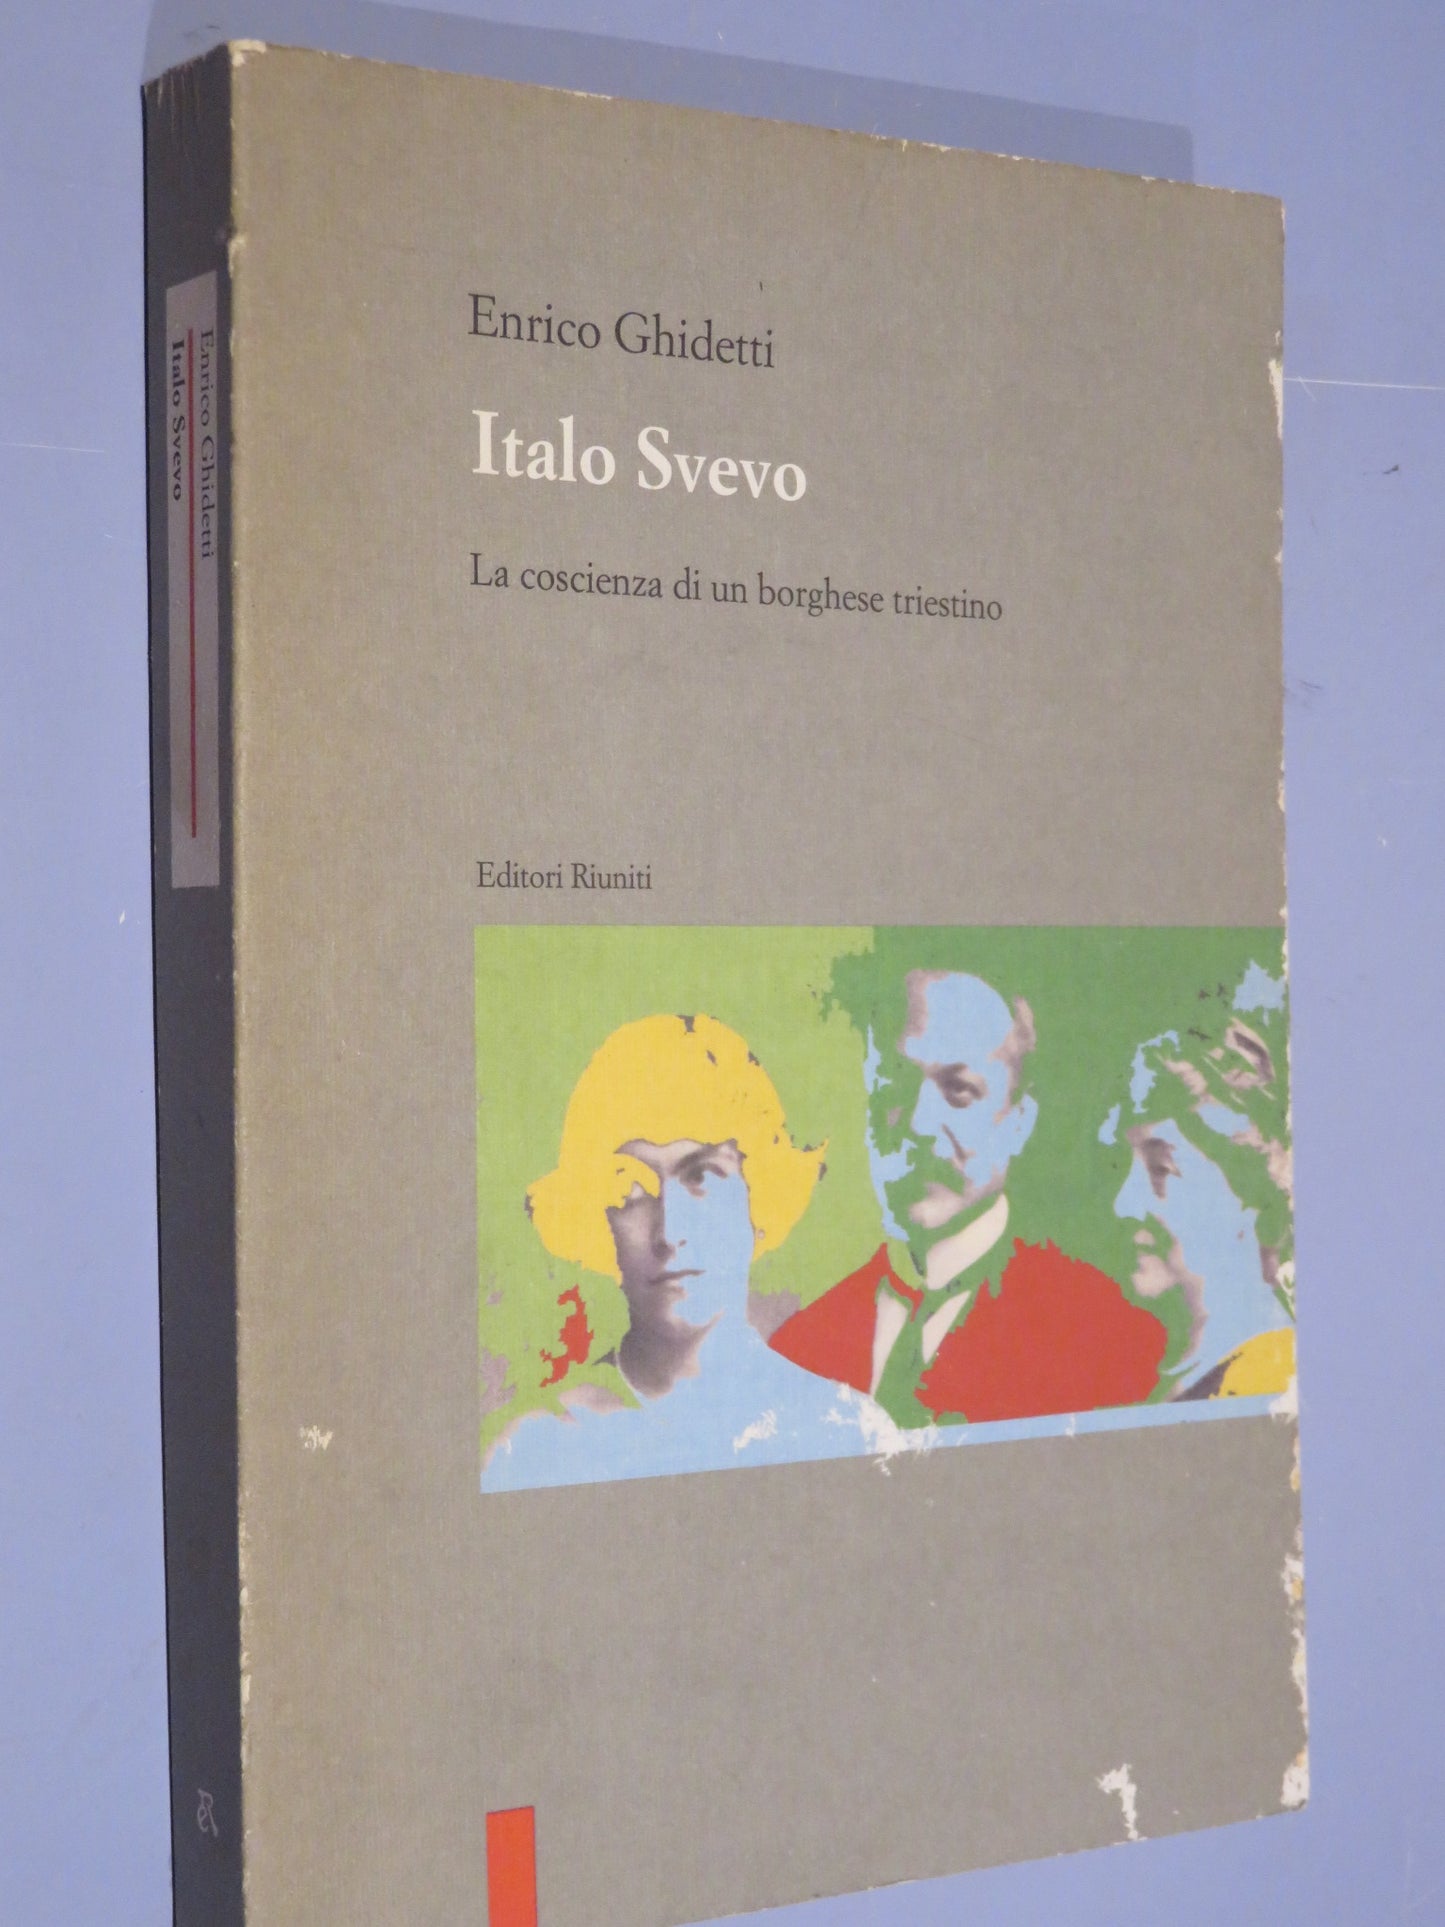 Enrico Ghidetti
Italo Svevo
Enrico Ghidetti
Italo Svevo
La coscienza di un borghese triestino
Editori Riuniti